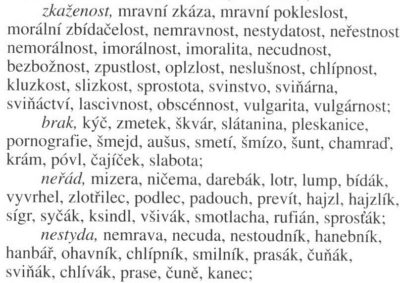 zkaženost, mravní zkáza, mravní pokleslost,
morální zbídačelost, nemravnost, nestydatost, neřestnost
nemorálnost, imorálnost, imoralita, necudnost,
bezbožnost, zpustlost, oplzlost, neslušnost, chlípnost,
kluzkost, slizkost, sprostota, svinstvo, sviňárna,
sviňáctví, lascivnost, obscénnost, vulgarita, vulgárnost;
brak, kýč, zmetek, škvár, slátanina, pleskanice,
pornografie, šmejd, aušus, smetí, šmízo, šunt, chamraď,
krám, póvl, čajíček, slabota;
neřád, mizera, ničema, darebák, lotr, lump, bídák,
vyvrhel, zlotřilec, podlec, padouch, prevít, hajzl, hajzlík,
sígr, syčák, ksindl, všivák, smotlacha, rufián, sprosťák;
nestyda, nemrava, necuda, nestoudník, hanebník,
hanbář, ohavník, chlípník, smilník, prasák, čuňák,
sviňák, chlívák, prase, čuně, kanec;